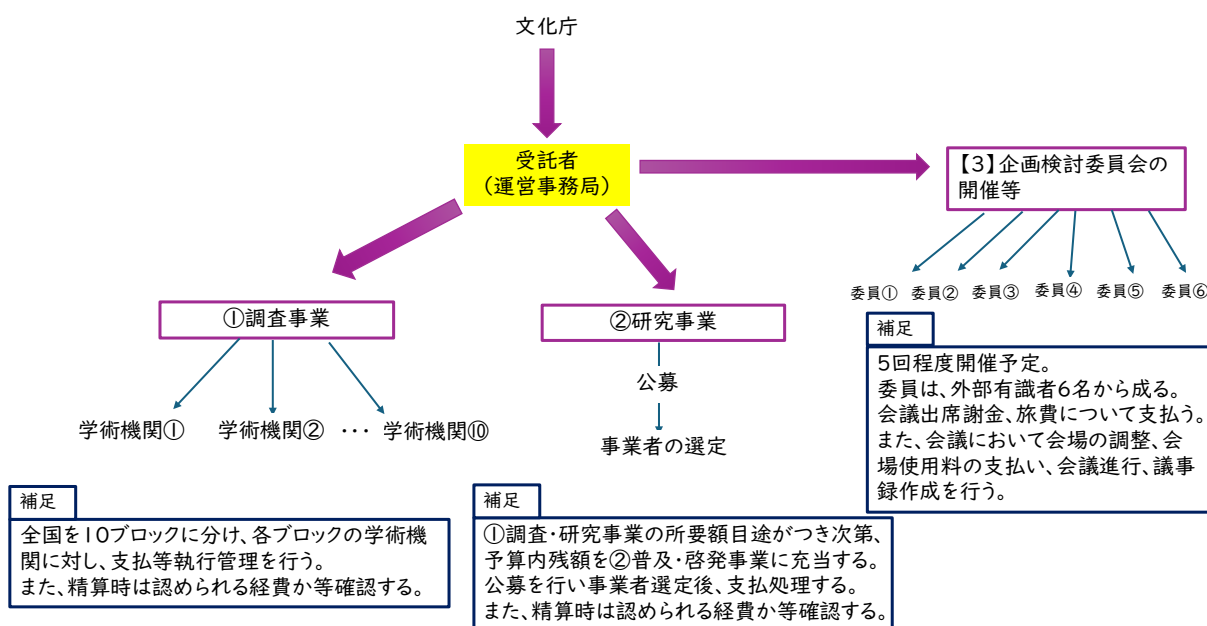 文化庁
受託者
(運営事務局)
【3】企画検討委員会の
開催等
委員① 委員② 委員③ 委員④ 委員⑤ 委員⑥
補足
5回程度開催予定。
委員は、外部有識者6名から成る。
会議出席謝金、旅費について支払う。
また、会議において会場の調整、会
場使用料の支払い、会議進行、議事
録作成を行う。
①調査事業
学術機関① 学術機関② ・・・ 学術機関⑩
補足
全国を10ブロックに分け、各ブロックの学術機
関に対し、支払等執行管理を行う。
また、精算時は認められる経費か等確認する。
②研究事業
公募
事業者の選定
補足
①調査・研究事業の所要額目途がつき次第、
予算内残額を②普及・啓発事業に充当する。
公募を行い事業者選定後、支払処理する。
また、精算時は認められる経費か等確認する。